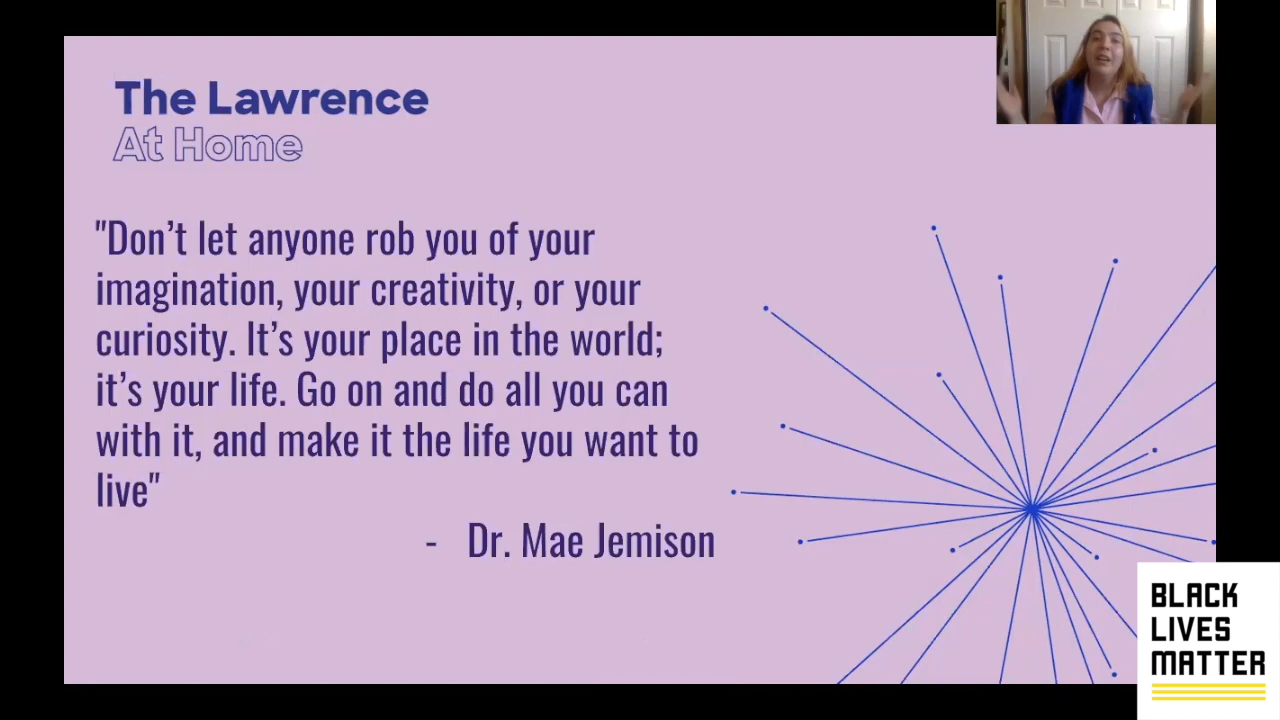 The Lawrence
At Home
"Don’t let anyone rob you of your
imagination, your creativity, or your
curiosity. It’s your place in the world;
it’s your life. Go on and do all you can
with it, and make it the life you want to
live"
- Dr. Mae Jemison
BLACK
LIVES
MATTER